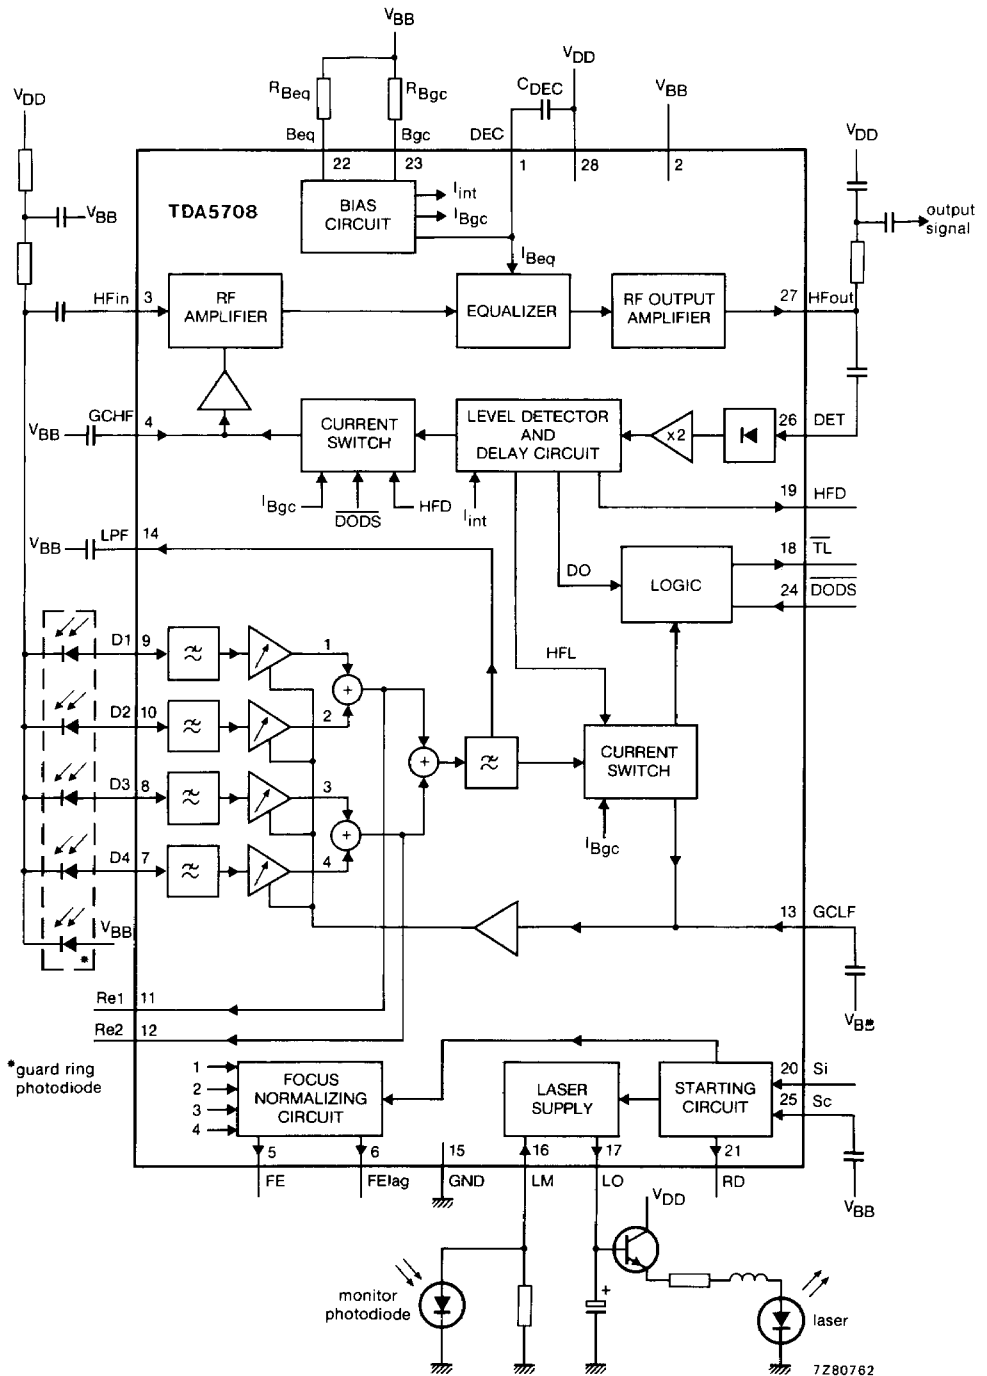 VBB
VDD
CDEC
RBeq
RBgc
VBB
VDD
VDD
Beq
Bgc
DEC
22
23
1
28
2
TDA5708
BIAS
CIRCUIT
Iint
IBgc
VBB
output
signal
IBeq
HFin
3
RF
AMPLIFIER
EQUALIZER
RF OUTPUT
AMPLIFIER
27
HFout
VBB
GCHF
4
CURRENT
SWITCH
LEVEL DETECTOR
AND
DELAY CIRCUIT
×2
26
DET
IBgc
DODS
HFD
Iint
19
HFD
VBB
LPF
14
DO
LOGIC
18
TL
24
DODS
D1
9
1
HFL
D2
10
2
CURRENT
SWITCH
D3
8
3
IBgc
D4
7
4
VBB
*
13
GCLF
Re1
11
VBB*
Re2
12
*guard ring
photodiode
1
2
3
4
FOCUS
NORMALIZING
CIRCUIT
LASER
SUPPLY
STARTING
CIRCUIT
20
Si
25
Sc
5
6
15
16
17
21
FE
FElag
GND
LM
LO
RD
VBB
VDD
monitor
photodiode
+
laser
7Z80762